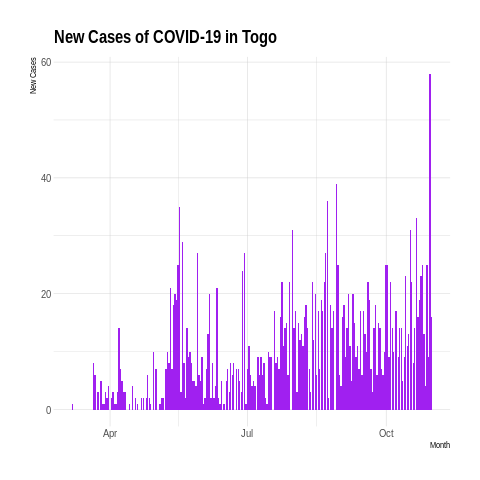 New Cases of COVID-19 in Togo
New Cases
60
40
20
0
Apr
Jul
Oct
Month